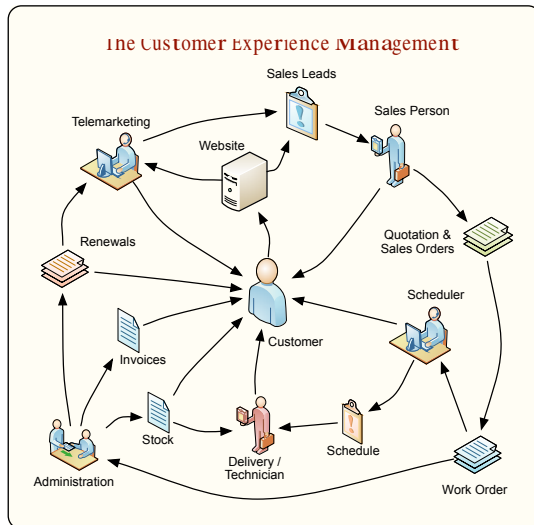 The Customer Experience Management
Sales Leads
Sales Person
Telemarketing
Website
Quotation &
Sales Orders
Renewals
Scheduler
Customer
Invoices
Stock
Schedule
Delivery /
Technician
Administration
Work Order